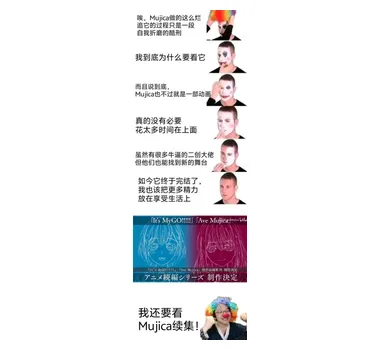 唉，Mujica做的这么烂
追它的过程只是一段
自我折磨的酷刑
我到底为什么要看它
而且说到底，
Mujica也不过就是一部动画
真的没有必要
花太多时间在上面
虽然有很多牛逼的二创大佬
但他们也能找到新的舞台
如今它终于完结了，
我也该把更多精力
放在享受生活上
「It's MyGO!!!!!」「Ave Mujica」
アニメ続編シリーズ 制作決定
我还要看
Mujica续集！